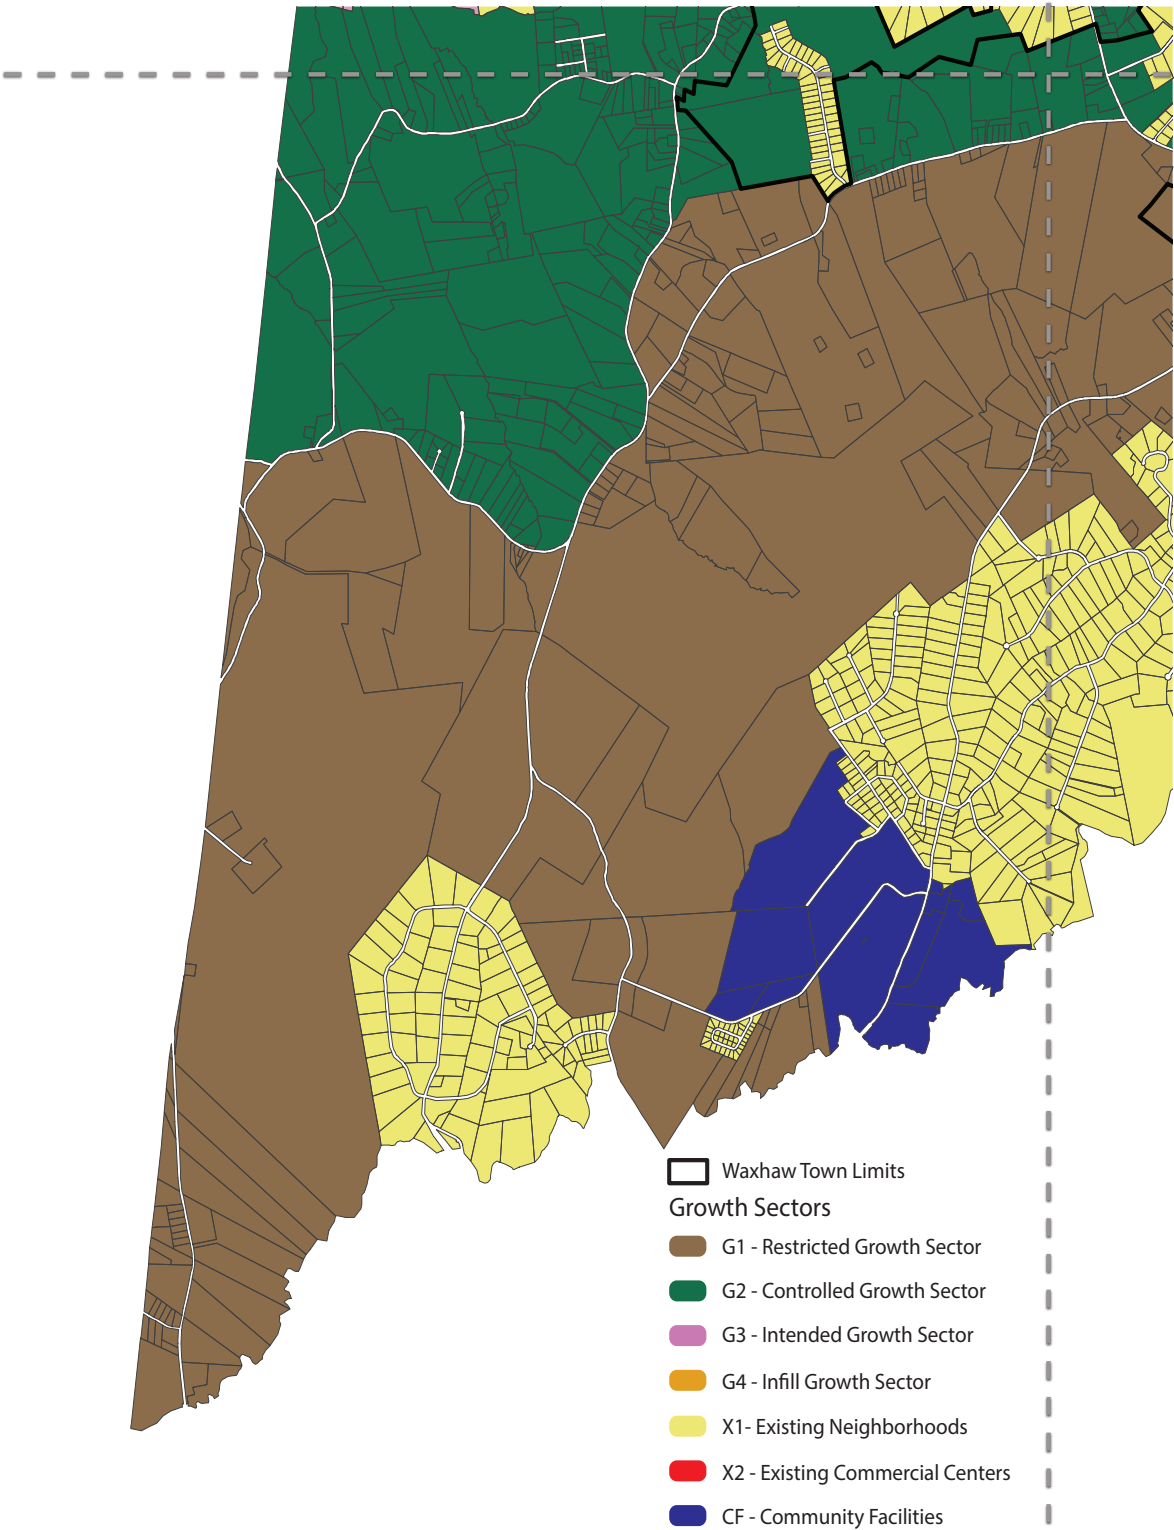 Waxhaw Town Limits
Growth Sectors
G1 - Restricted Growth Sector
G2 - Controlled Growth Sector
G3 - Intended Growth Sector
G4 - Infill Growth Sector
X1- Existing Neighborhoods
X2 - Existing Commercial Centers
CF - Community Facilities